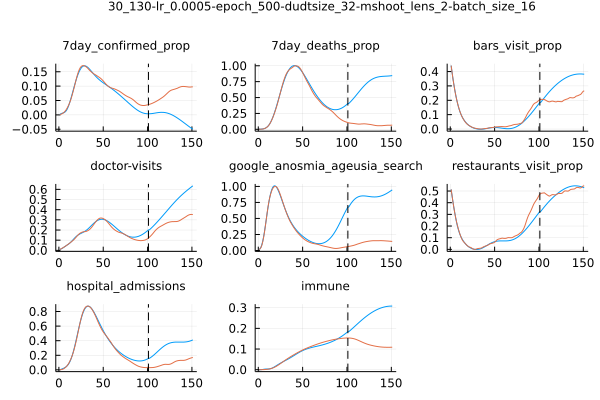 30_130-lr_0.0005-epoch_500-dudtsize_32-mshoot_lens_2-batch_size_16
7day_confirmed_prop 7day_deaths_prop bars_visit_prop
0.15 1.00 0.4
0.10 0.75 0.3
0.05 0.50 0.2
0.00 0.25 0.1
−0.05 0.00 0.0
0 50 100 150 0 50 100 150 0 50 100 150
doctor-visits google_anosmia_ageusia_search restaurants_visit_prop
0.6 1.00 0.5
0.5 0.75 0.4
0.4 0.50 0.3
0.3 0.25 0.2
0.2 0.00 0.1
0.1 0.0
0.0
0 50 100 150 0 50 100 150 0 50 100 150
hospital_admissions immune
0.8 0.3
0.6 0.2
0.4 0.1
0.2 0.0
0.0
0 50 100 150 0 50 100 150